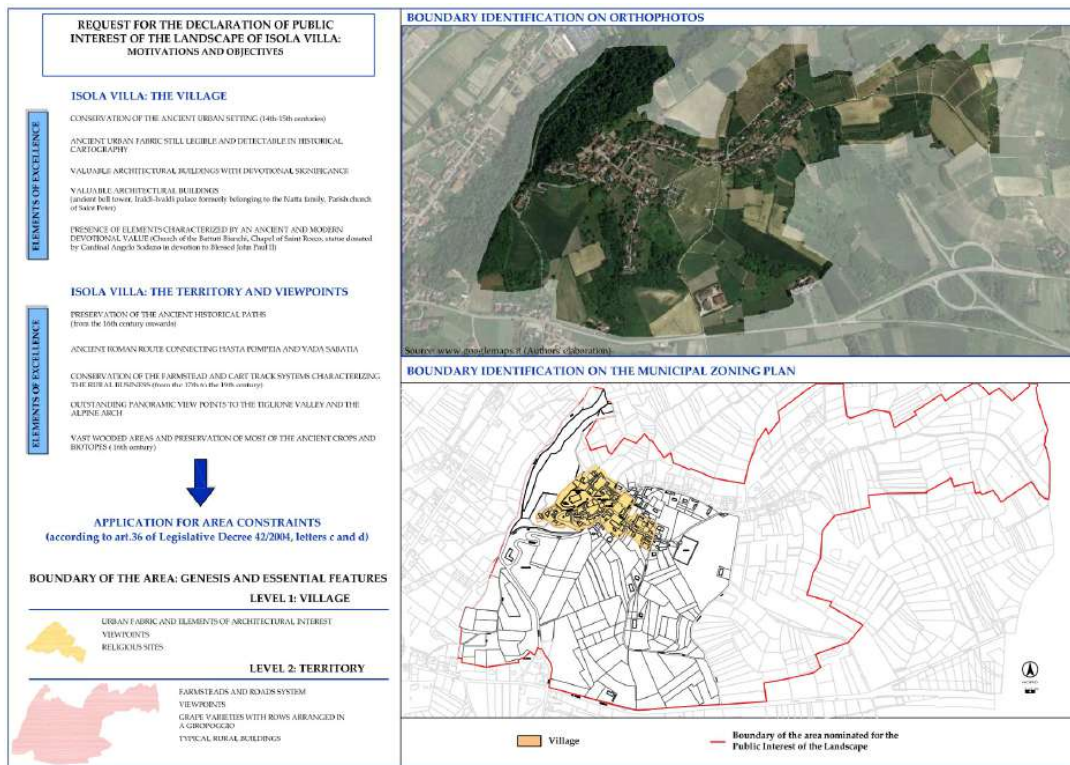 REQUEST FOR THE DECLARATION OF PUBLIC
INTEREST OF THE LANDSCAPE OF ISOLA VILLA:
MOTIVATIONS AND OBJECTIVES
ELEMENTS OF EXCELLENCE
ISOLA VILLA: THE VILLAGE
CONSERVATION OF THE ANCIENT URBAN SETTING (14th-15th centuries)
ANCIENT URBAN FABRIC STILL LEGIBLE AND DETECTABLE IN HISTORICAL
CARTOGRAPHY
VALUABLE ARCHITECTURAL BUILDINGS WITH DEVOTIONAL SIGNIFICANCE
VALUABLE ARCHITECTURAL BUILDINGS
(ancient bell tower, palace formerly belonging to the Natta family, Parish church
of Saint Peter)
PRESENCE OF ELEMENTS CHARACTERIZED BY AN ANCIENT AND MODERN
DEVOTIONAL VALUE (Church of the Battuti Bianchi, Chapel of Saint Rocco, statue donated
by Cardinal Angelo Sodano in devotion to Blessed John Paul II)
ELEMENTS OF EXCELLENCE
ISOLA VILLA: THE TERRITORY AND VIEWPOINTS
PRESERVATION OF THE ANCIENT HISTORICAL PATHS
(from the 16th century onwards)
ANCIENT ROMAN ROUTE CONNECTING HASTA POMPEIA AND VADA SABATIA
CONSERVATION OF THE FARMSTEAD AND CART TRACK SYSTEMS CHARACTERIZING
THE RURAL BUSINESS (from the 17th to the 19th century)
OUTSTANDING PANORAMIC VIEW POINTS TO THE TIGLIONE VALLEY AND THE
ALPINE ARCH
VAST WOODED AREAS AND PRESERVATION OF MOST OF THE ANCIENT CROPS AND
BIOTOPES ( 16th century)
APPLICATION FOR AREA CONSTRAINTS
(according to art.36 of Legislative Decree 42/2004, letters c and d)
BOUNDARY OF THE AREA: GENESIS AND ESSENTIAL FEATURES
LEVEL 1: VILLAGE
URBAN FABRIC AND ELEMENTS OF ARCHITECTURAL INTEREST
VIEWPOINTS
RELIGIOUS SITES
LEVEL 2: TERRITORY
FARMSTEADS AND ROADS SYSTEM
VIEWPOINTS
GRAPE VARIETIES WITH ROWS ARRANGED IN
A GIROPOGGIO
TYPICAL RURAL BUILDINGS
BOUNDARY IDENTIFICATION ON ORTHOPHOTOS
Source: www.googlemaps.it (Authors' elaboration)
BOUNDARY IDENTIFICATION ON THE MUNICIPAL ZONING PLAN
Village
Boundary of the area nominated for the
Public Interest of the Landscape